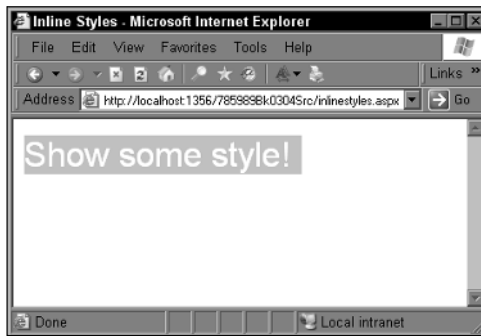 Inline Styles - Microsoft Internet Explorer
File Edit View Favorites Tools Help
Links »
Address http://localhost:1356/785989Bk0304Src/inlinestyles.aspx Go
Show some style!
Done Local intranet